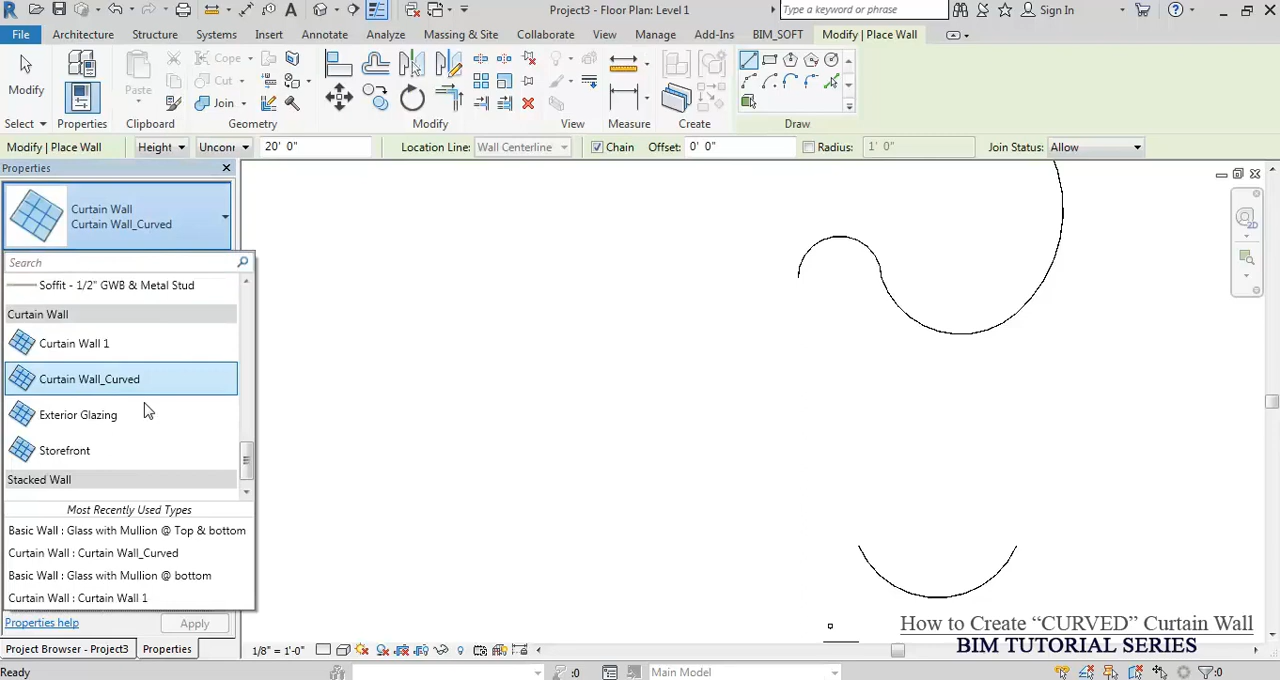 Project3 - Floor Plan: Level 1
Type a keyword or phrase
Sign In
File
Architecture
Structure
Systems
Insert
Annotate
Analyze
Massing & Site
Collaborate
View
Manage
Add-Ins
BIM_SOFT
Modify | Place Wall
Modify
Paste
Cope
Cut
Join
Select
Properties
Clipboard
Geometry
Modify
View
Measure
Create
Draw
Modify | Place Wall
Height
Unconr
20' 0"
Location Line:
Wall Centerline
Chain
Offset:
0' 0"
Radius:
1' 0"
Join Status:
Allow
Properties
Curtain Wall
Curtain Wall_Curved
Search
Soffit - 1/2" GWB & Metal Stud
Curtain Wall
Curtain Wall 1
Curtain Wall_Curved
Exterior Glazing
Storefront
Stacked Wall
Most Recently Used Types
Basic Wall : Glass with Mullion @ Top & bottom
Curtain Wall : Curtain Wall_Curved
Basic Wall : Glass with Mullion @ bottom
Curtain Wall : Curtain Wall 1
Properties help
Apply
2D
How to Create “CURVED” Curtain Wall
BIM TUTORIAL SERIES
Project Browser - Project3
Properties
1/8" = 1'-0"
Ready
:0
Main Model
:0